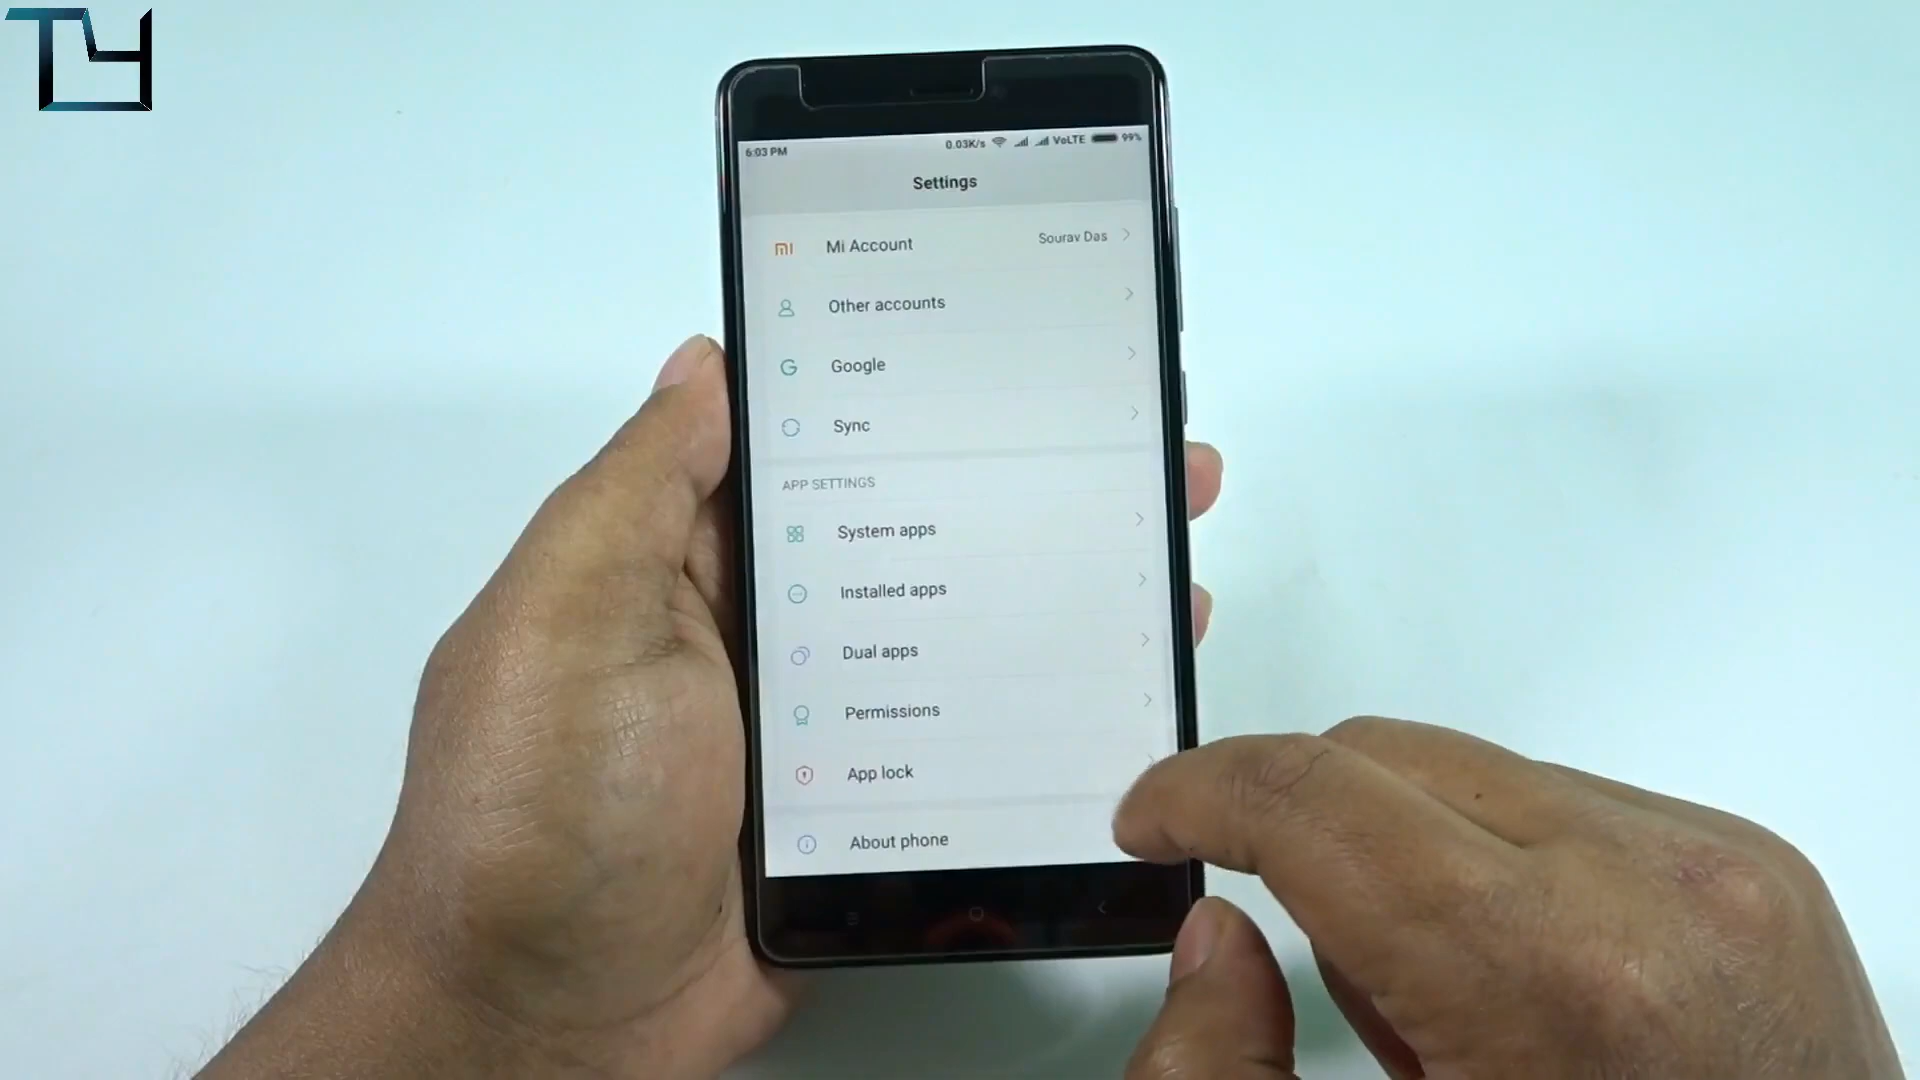 TY
6:03 PM 0.03K/s VoLTE 99%
Settings
Mi Account Sourav Das
Other accounts
Google
Sync
APP SETTINGS
System apps
Installed apps
Dual apps
Permissions
App lock
About phone